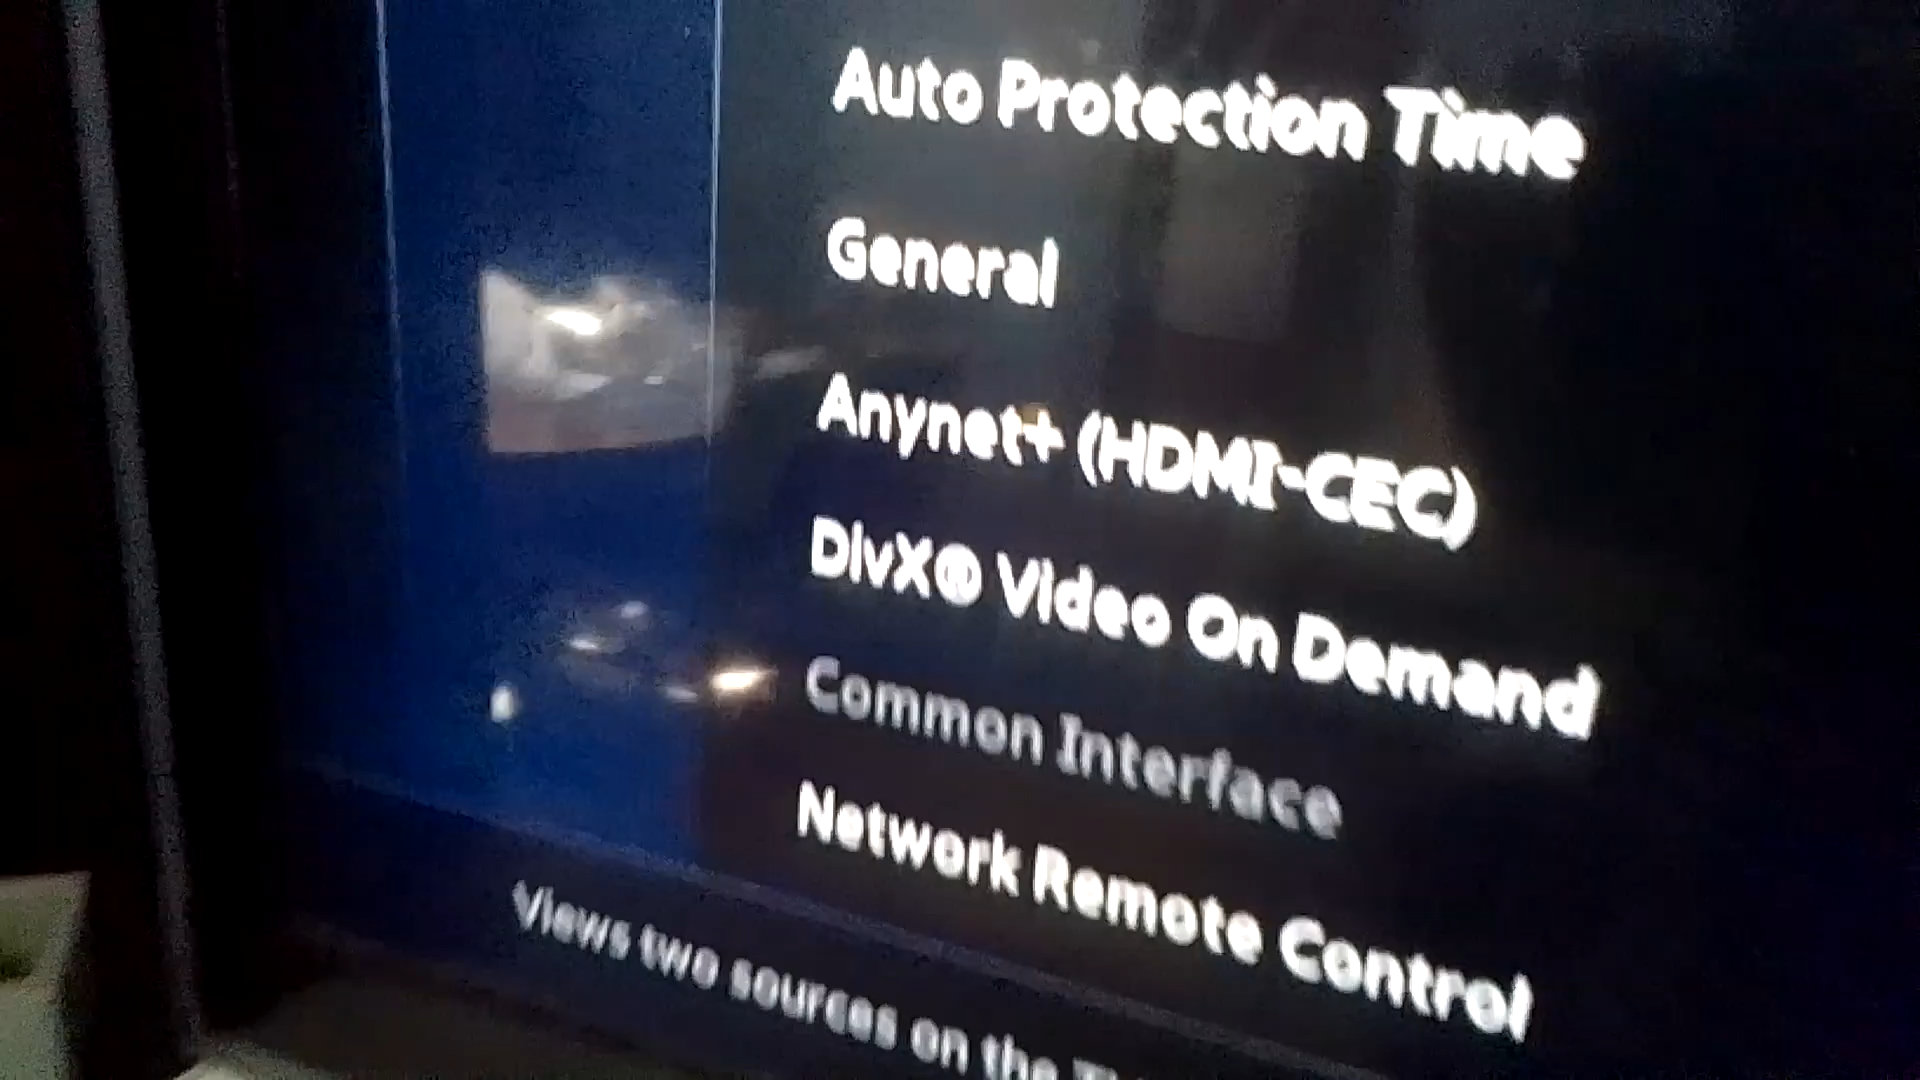 Auto Protection Time
General
Anynet+ (HDMI-CEC)
DivX® Video On Demand
Common Interface
Network Remote Control
Views two sources on the